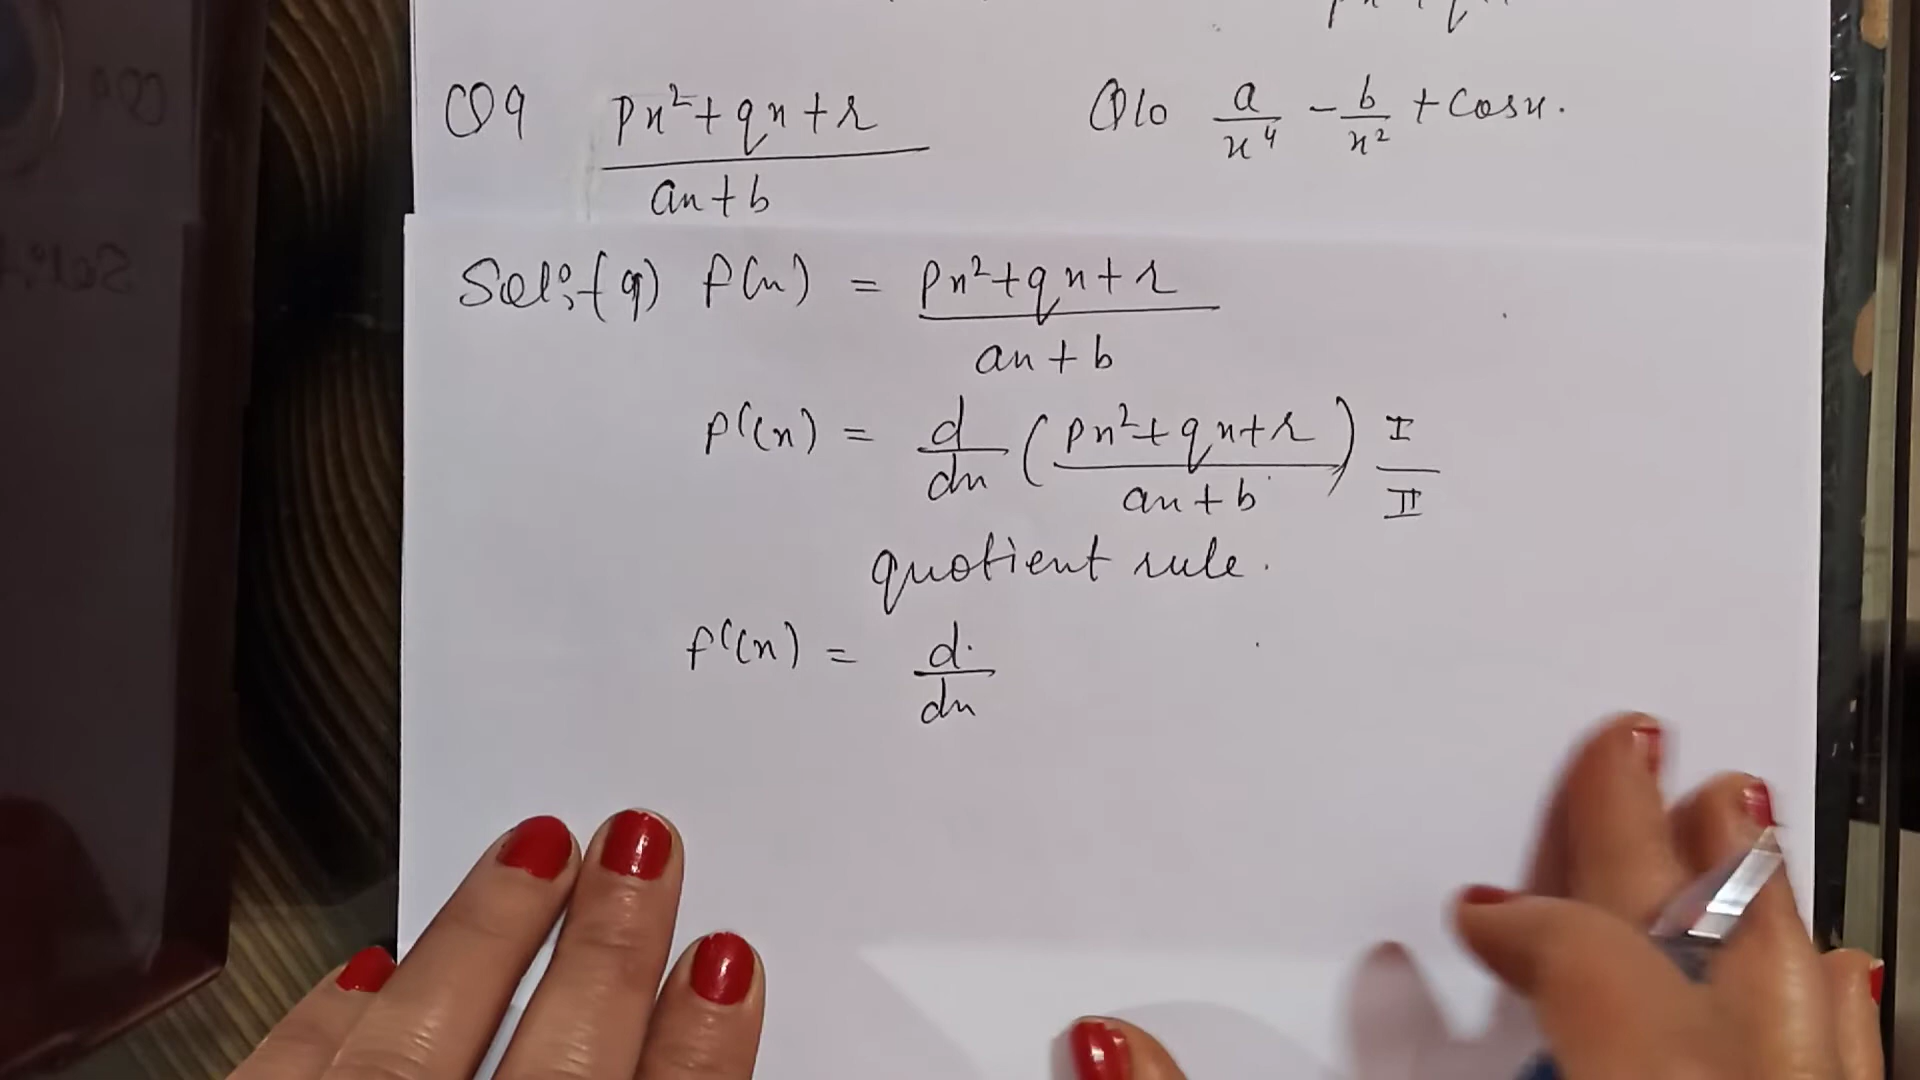 Q9 px²+qx+r / ax+b
Q10 a/x⁴ - b/x² + cosx.
Sol:-(9) f(x) = px²+qx+r / ax+b
f'(x) = d/dx (px²+qx+r / ax+b) I/II
quotient rule.
f'(x) = d/dx